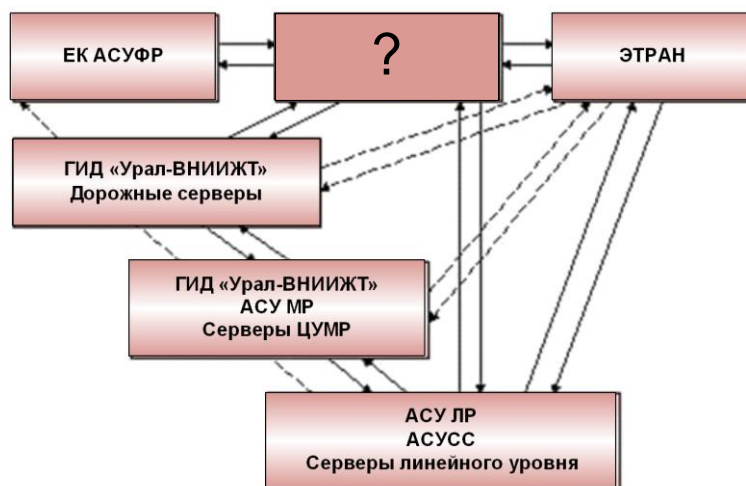 ЕК АСУФР
?
ЭТРАН
ГИД «Урал-ВНИИЖТ»
Дорожные серверы
ГИД «Урал-ВНИИЖТ»
АСУ МР
Серверы ЦУМР
АСУ ЛР
АСУСС
Серверы линейного уровня